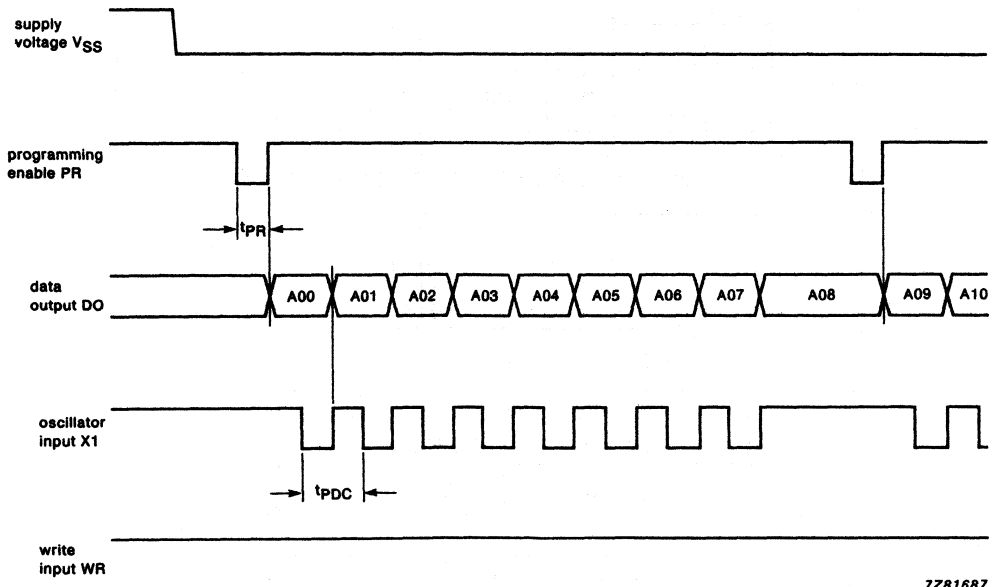 supply
voltage VSS
programming
enable PR
tPR
data
output DO
A00 A01 A02 A03 A04 A05 A06 A07 A08 A09 A10
oscillator
input X1
tPDC
write
input WR
7Z81687